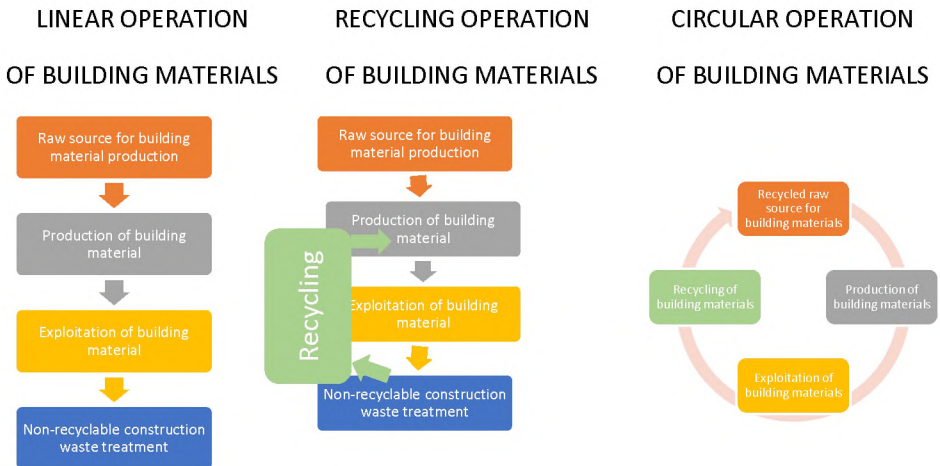 LINEAR OPERATION
OF BUILDING MATERIALS
Raw source for building
material production
Production of building
material
Exploitation of building
material
Non-recyclable construction
waste treatment
RECYCLING OPERATION
OF BUILDING MATERIALS
Raw source for building
material production
Production of building
material
Recycling
Exploitation of building
material
Non-recyclable construction
waste treatment
CIRCULAR OPERATION
OF BUILDING MATERIALS
Recycled raw
source for
building materials
Production of
building materials
Exploitation of
building materials
Recycling of
building materials